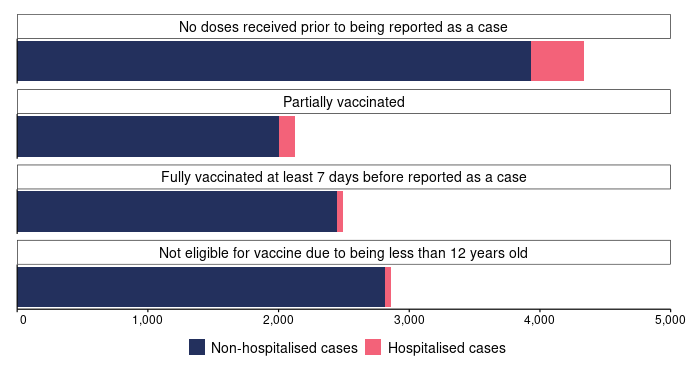 No doses received prior to being reported as a case
Partially vaccinated
Fully vaccinated at least 7 days before reported as a case
Not eligible for vaccine due to being less than 12 years old
0 1,000 2,000 3,000 4,000 5,000
Non-hospitalised cases Hospitalised cases